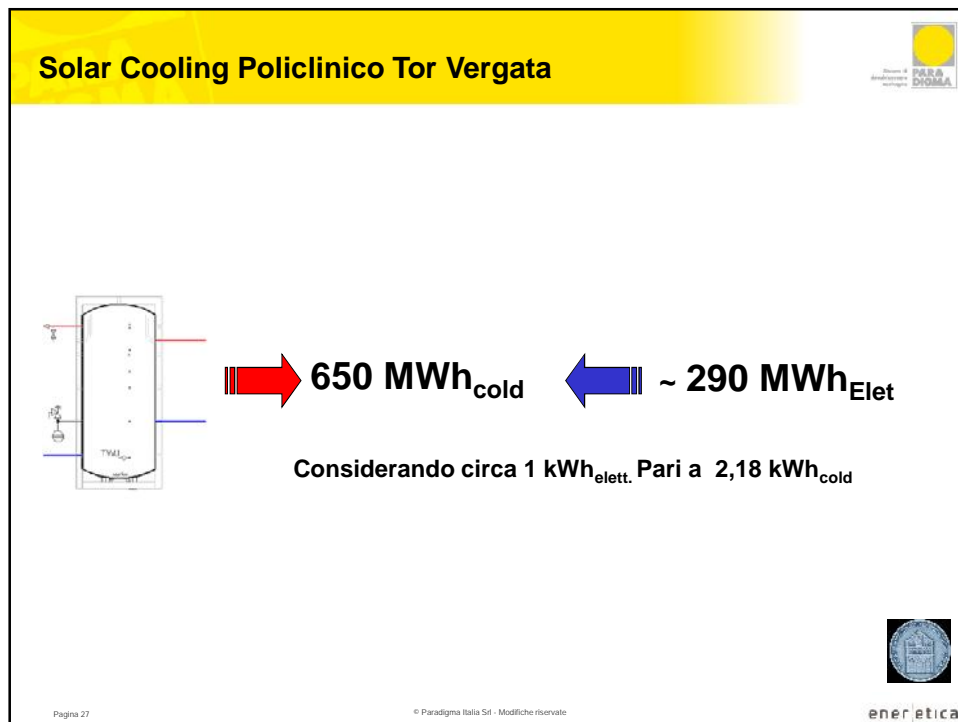 Solar Cooling Policlinico Tor Vergata
PARA
DIGMA
650 MWhcold
~ 290 MWhElet
Considerando circa 1 kWhelett. Pari a 2,18 kWhcold
Pagina 27
© Paradigma Italia Srl - Modifiche riservate
ener etica